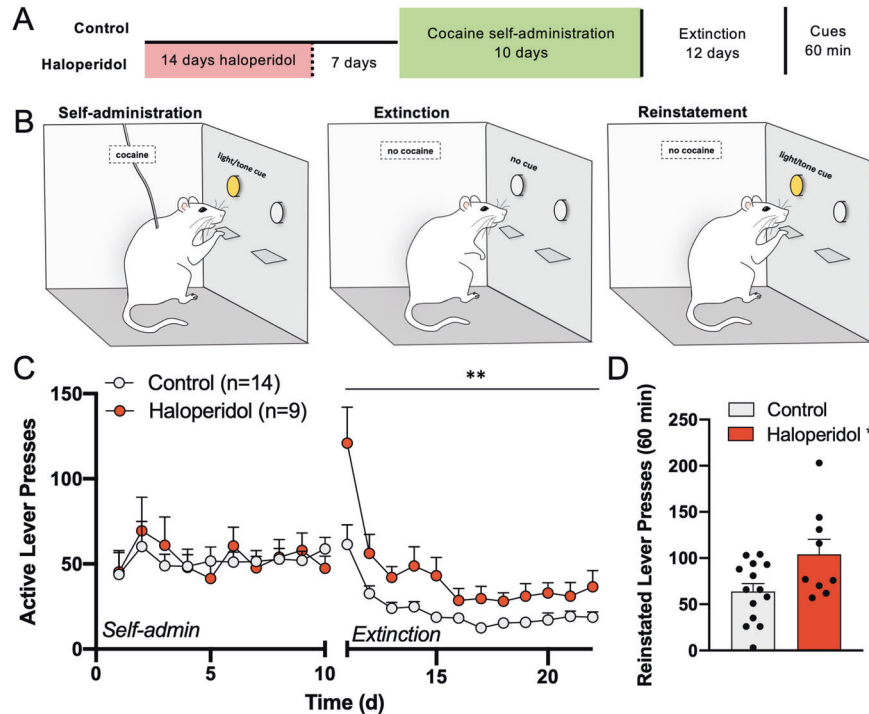 A
Control
Haloperidol
14 days haloperidol
7 days
Cocaine self-administration
10 days
Extinction
12 days
Cues
60 min
B
Self-administration
Extinction
Reinstatement
cocaine
light/tone cue
no cocaine
no cue
no cocaine
light/tone cue
C
Control (n=14)
Haloperidol (n=9)
**
Active Lever Presses
150
100
50
0
Self-admin
Extinction
0
5
10
15
20
Time (d)
D
Control
Haloperidol *
Reinstated Lever Presses (60 min)
250
200
150
100
50
0